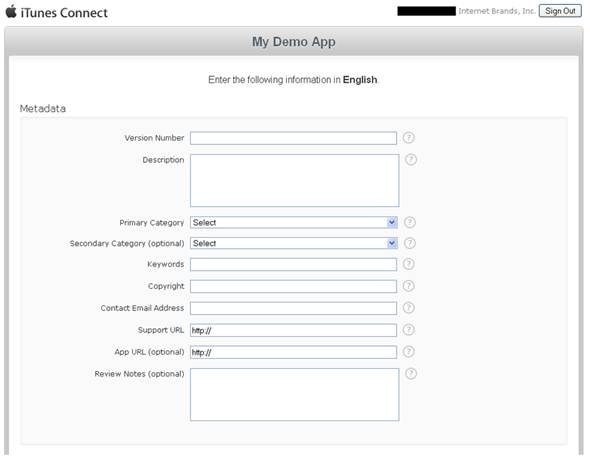 iTunes Connect
Internet Brands, Inc. Sign Out
My Demo App
Enter the following information in English.
Metadata
Version Number ?
Description ?
Primary Category Select ?
Secondary Category (optional) Select ?
Keywords ?
Copyright ?
Contact Email Address ?
Support URL http:// ?
App URL (optional) http:// ?
Review Notes (optional) ?